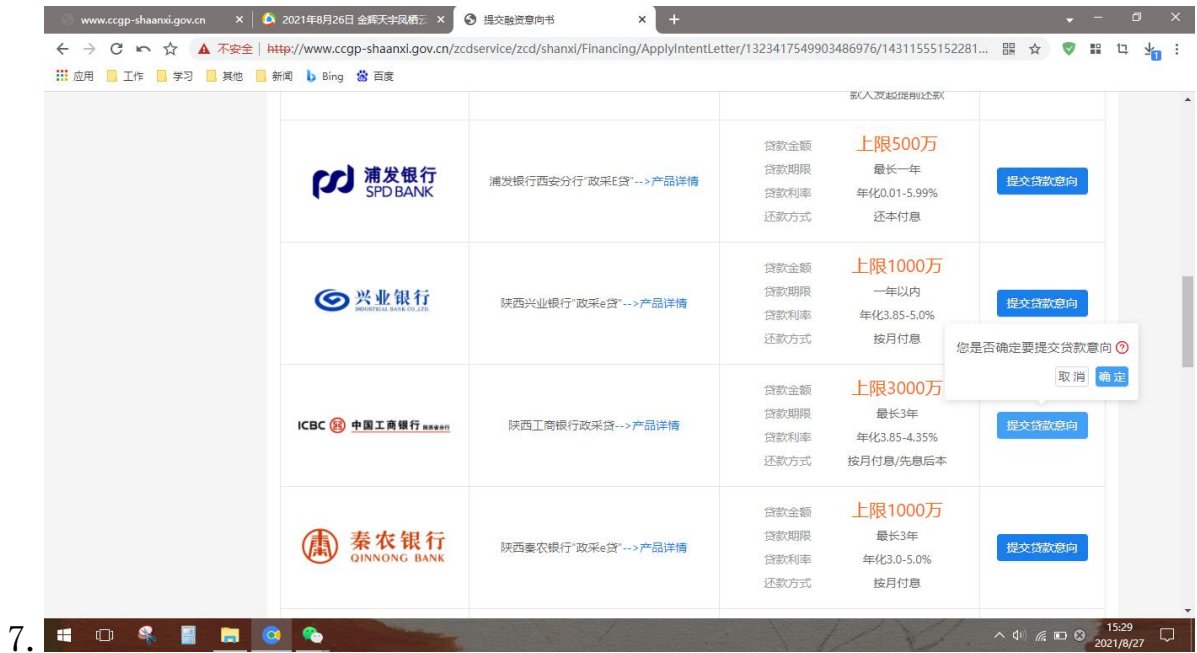 www.ccgp-shaanxi.gov.cn
2021年8月26日 金辉天宇凤栖云
提交融资意向书
不安全 | http://www.ccgp-shaanxi.gov.cn/zcdservice/zcd/shanxi/Financing/ApplyIntentLetter/1323417549903486976/14311555152281...
应用 工作 学习 其他 新闻 Bing 百度
款人发起提前还款
浦发银行
SPD BANK
浦发银行西安分行“政采E贷”-->产品详情
贷款金额 上限500万
贷款期限 最长一年
贷款利率 年化0.01-5.99%
还款方式 还本付息
提交贷款意向
兴业银行
INDUSTRIAL BANK CO.,LTD.
陕西兴业银行“政采e贷”-->产品详情
贷款金额 上限1000万
贷款期限 一年以内
贷款利率 年化3.85-5.0%
还款方式 按月付息
提交贷款意向
您是否确定要提交贷款意向
取消 确定
ICBC 中国工商银行
陕西工商银行政采贷-->产品详情
贷款金额 上限3000万
贷款期限 最长3年
贷款利率 年化3.85-4.35%
还款方式 按月付息/先息后本
提交贷款意向
秦农银行
QINNONG BANK
陕西秦农银行“政采e贷”-->产品详情
贷款金额 上限1000万
贷款期限 最长3年
贷款利率 年化3.0-5.0%
还款方式 按月付息
提交贷款意向
7.
15:29
2021/8/27